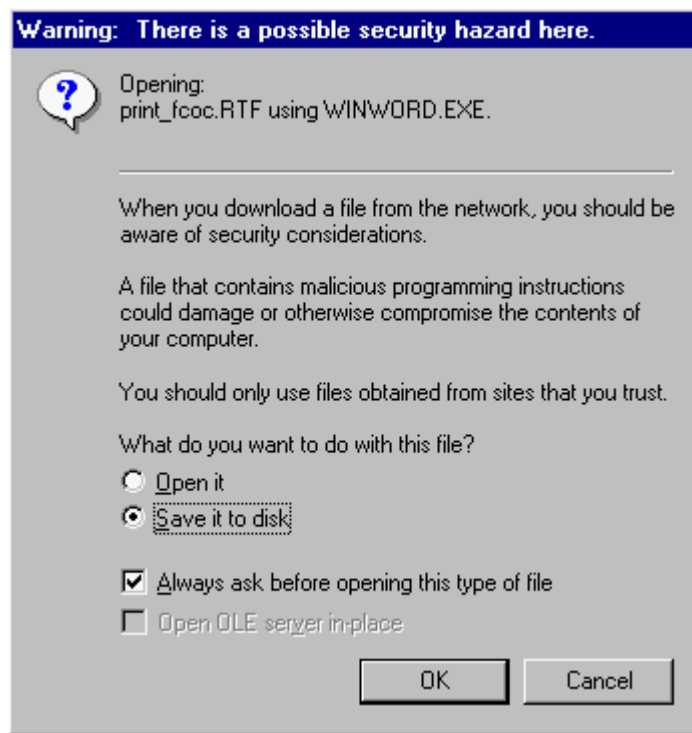 Warning: There is a possible security hazard here.
Opening:
print_fcoc.RTF using WINWORD.EXE.
When you download a file from the network, you should be
aware of security considerations.
A file that contains malicious programming instructions
could damage or otherwise compromise the contents of
your computer.
You should only use files obtained from sites that you trust.
What do you want to do with this file?
Open it
Save it to disk
Always ask before opening this type of file
Open OLE server in-place
OK Cancel